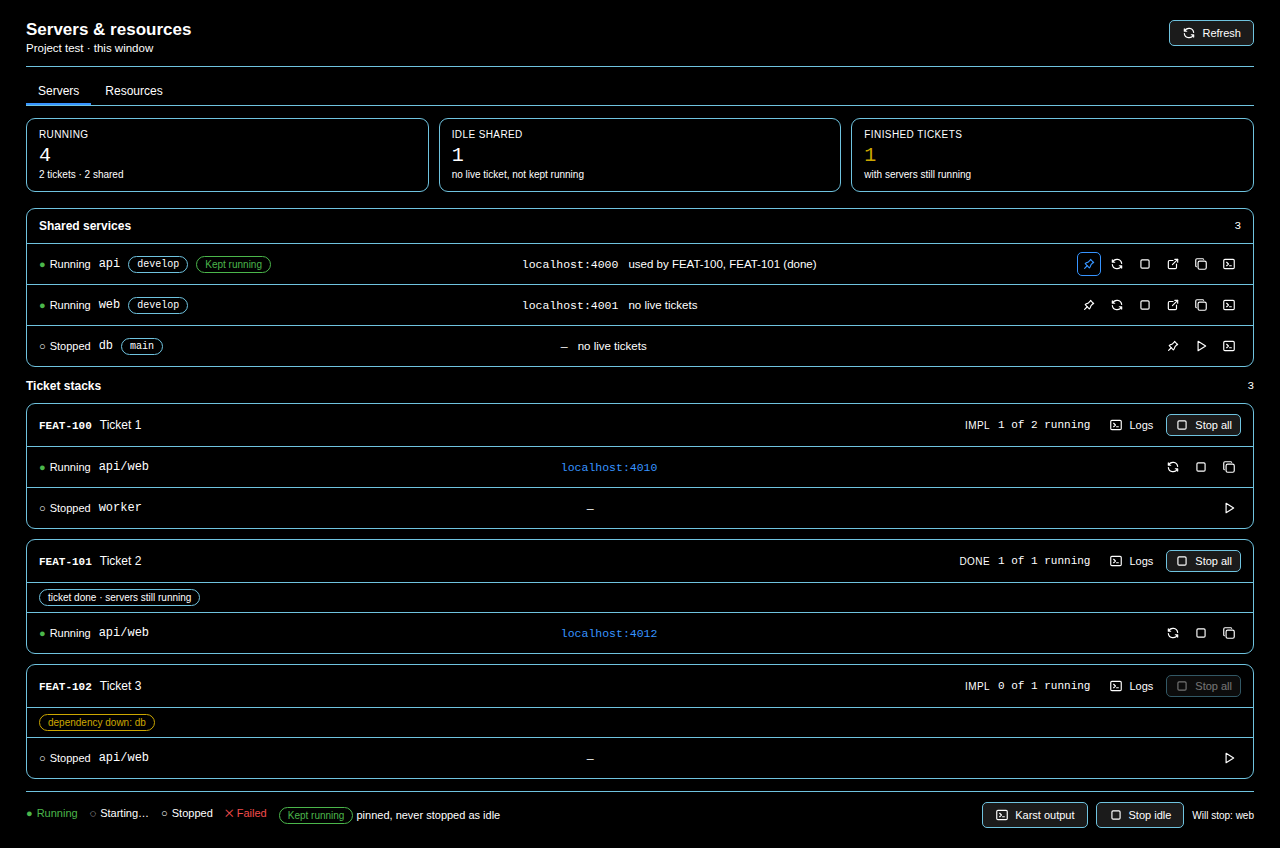 Servers & resources
Project test · this window
Refresh
Servers Resources
RUNNING
4
2 tickets · 2 shared
IDLE SHARED
1
no live ticket, not kept running
FINISHED TICKETS
1
with servers still running
Shared services 3
● Running api develop Kept running localhost:4000 used by FEAT-100, FEAT-101 (done)
● Running web develop localhost:4001 no live tickets
○ Stopped db main — no live tickets
Ticket stacks 3
FEAT-100 Ticket 1 IMPL 1 of 2 running Logs Stop all
● Running api/web localhost:4010
○ Stopped worker —
FEAT-101 Ticket 2 DONE 1 of 1 running Logs Stop all
ticket done · servers still running
● Running api/web localhost:4012
FEAT-102 Ticket 3 IMPL 0 of 1 running Logs Stop all
dependency down: db
○ Stopped api/web —
● Running ○ Starting… ○ Stopped ✕ Failed Kept running pinned, never stopped as idle Karst output Stop idle Will stop: web